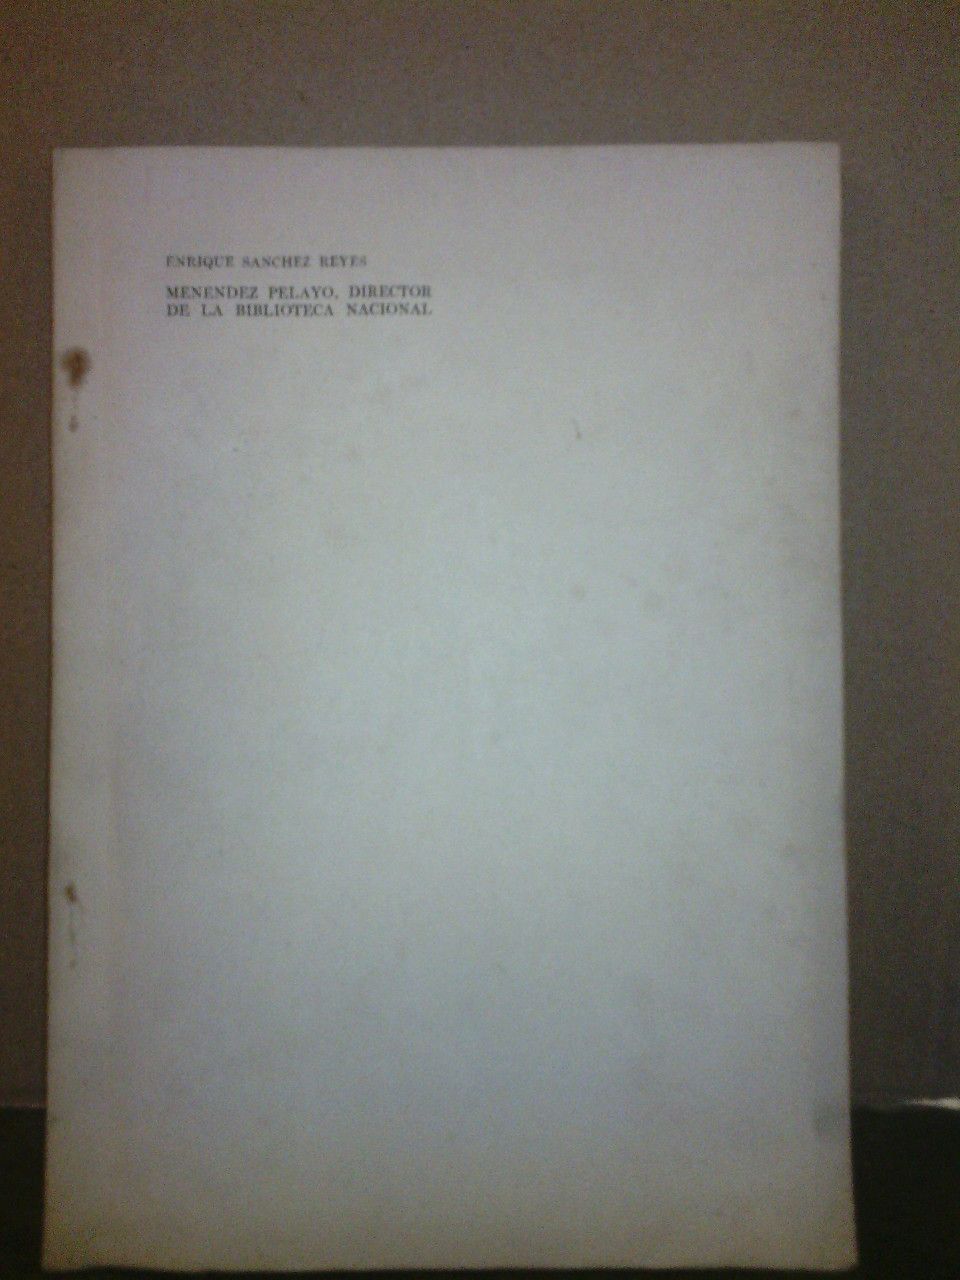 ENRIQUE SANCHEZ REYES
MENENDEZ PELAYO, DIRECTOR
DE LA BIBLIOTECA NACIONAL